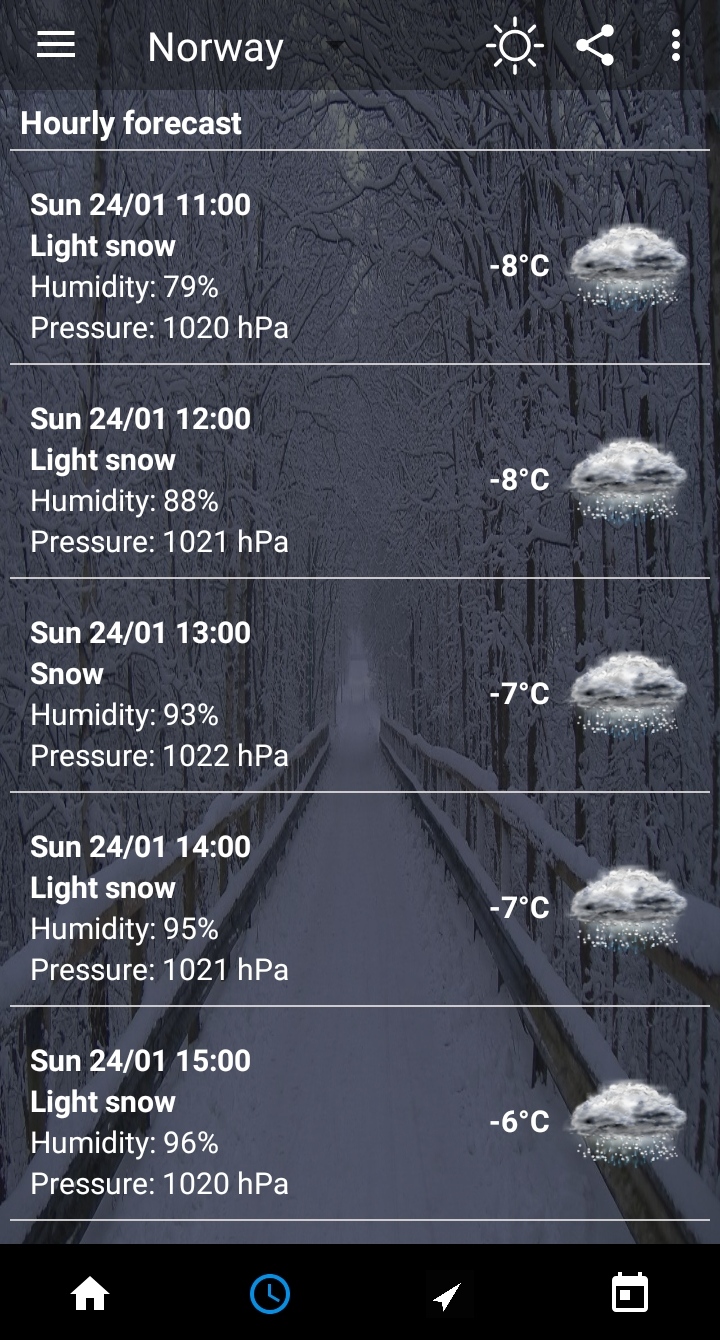 Norway
Hourly forecast
Sun 24/01 11:00
Light snow
-8°C
Humidity: 79%
Pressure: 1020 hPa
Sun 24/01 12:00
Light snow
-8°C
Humidity: 88%
Pressure: 1021 hPa
Sun 24/01 13:00
Snow
-7°C
Humidity: 93%
Pressure: 1022 hPa
Sun 24/01 14:00
Light snow
-7°C
Humidity: 95%
Pressure: 1021 hPa
Sun 24/01 15:00
Light snow
-6°C
Humidity: 96%
Pressure: 1020 hPa